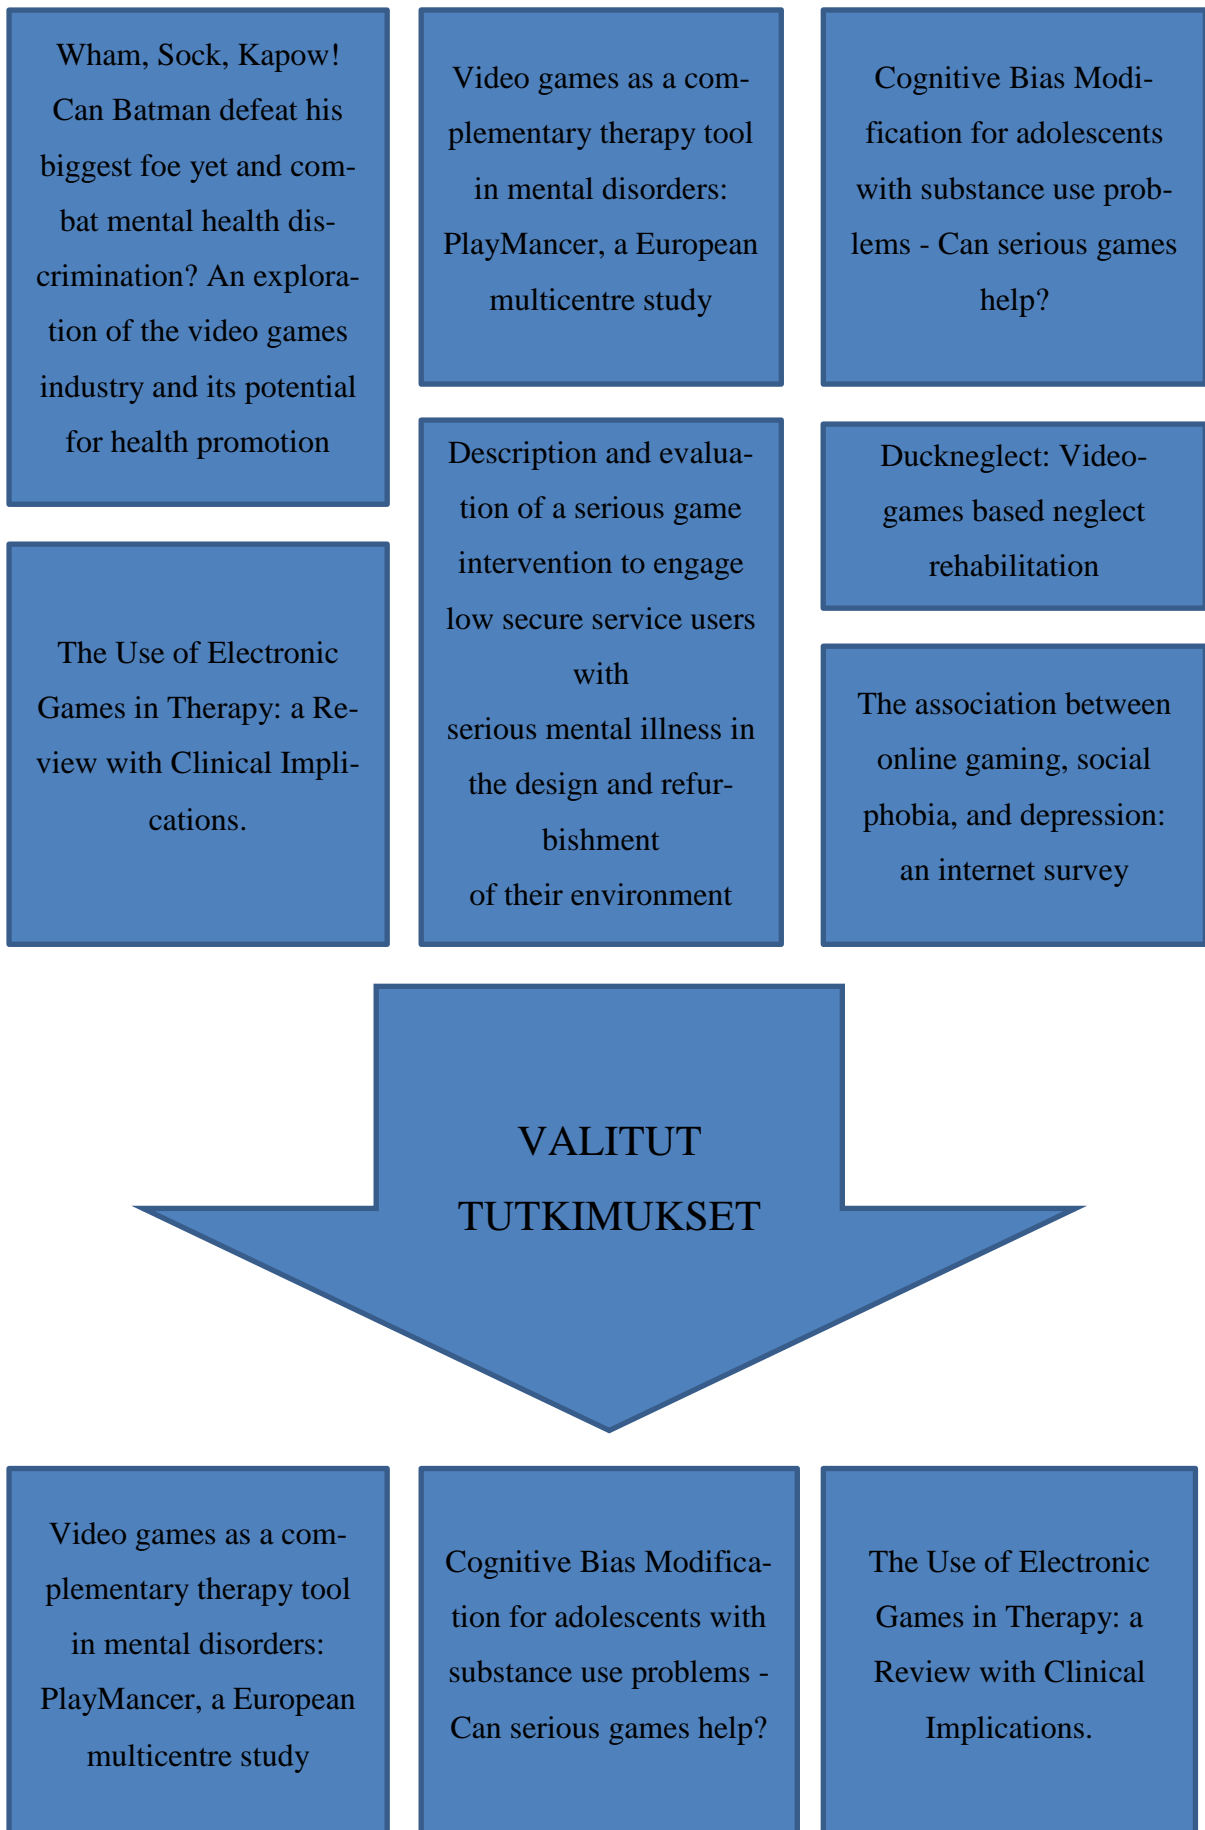 Wham, Sock, Kapow!
Can Batman defeat his
biggest foe yet and com-
bat mental health dis-
crimination? An explora-
tion of the video games
industry and its potential
for health promotion
Video games as a com-
plementary therapy tool
in mental disorders:
PlayMancer, a European
multicentre study
Cognitive Bias Modi-
fication for adolescents
with substance use prob-
lems - Can serious games
help?
The Use of Electronic
Games in Therapy: a Re-
view with Clinical Impli-
cations.
Description and evalua-
tion of a serious game
intervention to engage
low secure service users
with
serious mental illness in
the design and refur-
bishment
of their environment
Duckneglect: Video-
games based neglect
rehabilitation
The association between
online gaming, social
phobia, and depression:
an internet survey
VALITUT
TUTKIMUKSET
Video games as a com-
plementary therapy tool
in mental disorders:
PlayMancer, a European
multicentre study
Cognitive Bias Modifica-
tion for adolescents with
substance use problems -
Can serious games help?
The Use of Electronic
Games in Therapy: a
Review with Clinical
Implications.